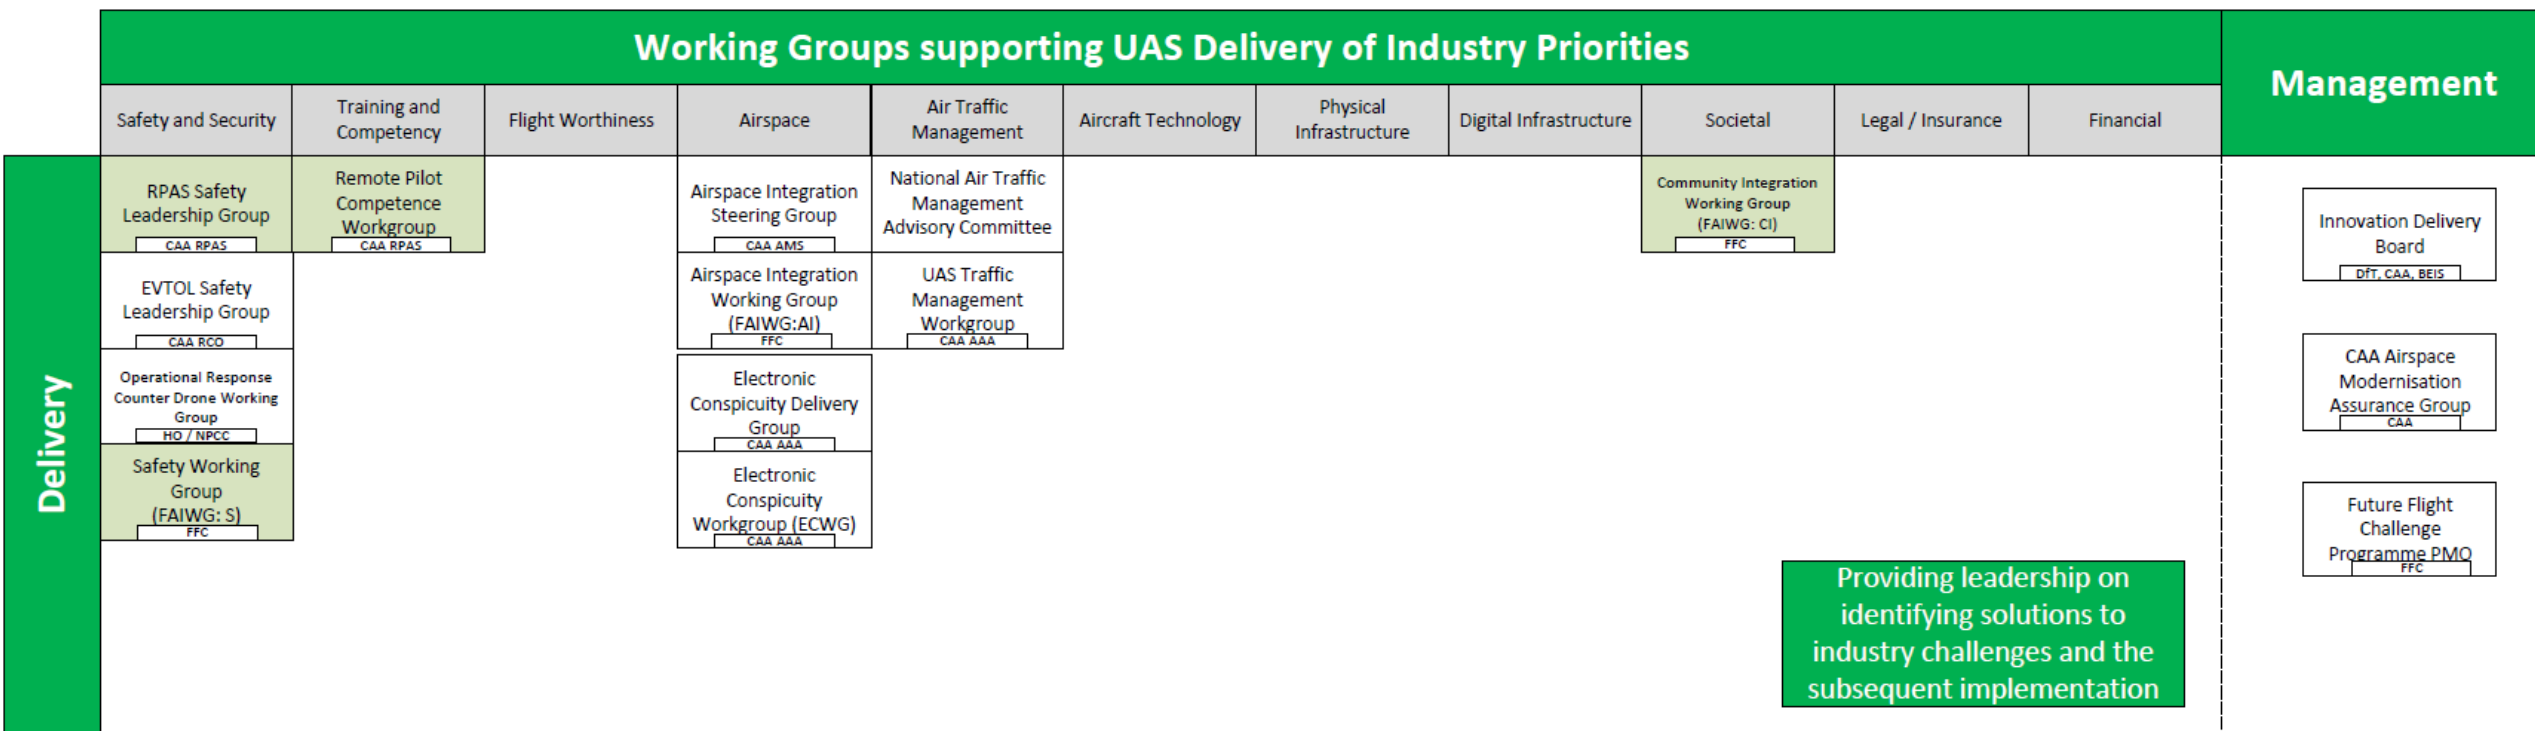 Working Groups supporting UAS Delivery of Industry Priorities
Management
Safety and Security
Training and
Competency
Flight Worthiness
Airspace
Air Traffic
Management
Aircraft Technology
Physical
Infrastructure
Digital Infrastructure
Societal
Legal / Insurance
Financial
Delivery
RPAS Safety
Leadership Group
CAA RPAS
EVTOL Safety
Leadership Group
CAA RCO
Operational Response
Counter Drone Working
Group
HO / NPCC
Safety Working
Group
(FAIWG: S)
FFC
Remote Pilot
Competence
Workgroup
CAA RPAS
Airspace Integration
Steering Group
CAA AMS
Airspace Integration
Working Group
(FAIWG:AI)
FFC
Electronic
Conspicuity Delivery
Group
CAA AAA
Electronic
Conspicuity
Workgroup (ECWG)
CAA AAA
National Air Traffic
Management
Advisory Committee
UAS Traffic
Management
Workgroup
CAA AAA
Community Integration
Working Group
(FAIWG: CI)
FFC
Providing leadership on
identifying solutions to
industry challenges and the
subsequent implementation
Innovation Delivery
Board
DfT, CAA, BEIS
CAA Airspace
Modernisation
Assurance Group
CAA
Future Flight
Challenge
Programme PMO
FFC